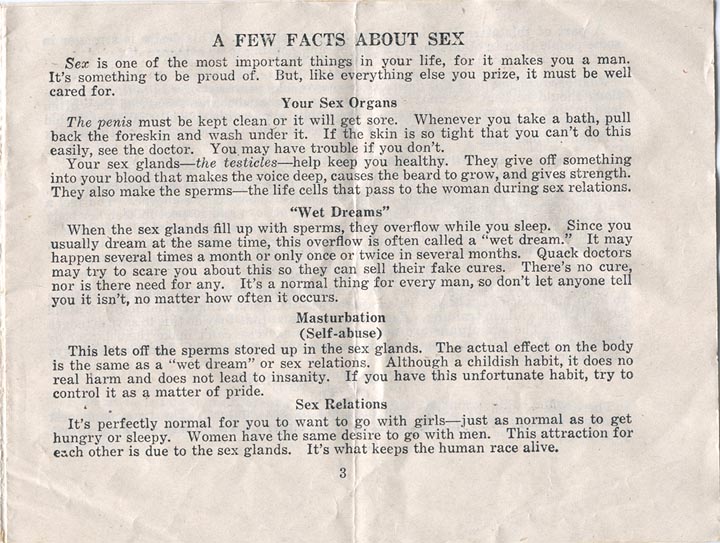 A FEW FACTS ABOUT SEX
Sex is one of the most important things in your life, for it makes you a man.
It's something to be proud of. But, like everything else you prize, it must be well
cared for.
Your Sex Organs
The penis must be kept clean or it will get sore. Whenever you take a bath, pull
back the foreskin and wash under it. If the skin is so tight that you can't do this
easily, see the doctor. You may have trouble if you don't.
Your sex glands—the testicles—help keep you healthy. They give off something
into your blood that makes the voice deep, causes the beard to grow, and gives strength.
They also make the sperms—the life cells that pass to the woman during sex relations.
"Wet Dreams"
When the sex glands fill up with sperms, they overflow while you sleep. Since you
usually dream at the same time, this overflow is often called a "wet dream." It may
happen several times a month or only once or twice in several months. Quack doctors
may try to scare you about this so they can sell their fake cures. There's no cure,
nor is there need for any. It's a normal thing for every man, so don't let anyone tell
you it isn't, no matter how often it occurs.
Masturbation
(Self-abuse)
This lets off the sperms stored up in the sex glands. The actual effect on the body
is the same as a "wet dream" or sex relations. Although a childish habit, it does no
real harm and does not lead to insanity. If you have this unfortunate habit, try to
control it as a matter of pride.
Sex Relations
It's perfectly normal for you to want to go with girls—just as normal as to get
hungry or sleepy. Women have the same desire to go with men. This attraction for
each other is due to the sex glands. It's what keeps the human race alive.
3